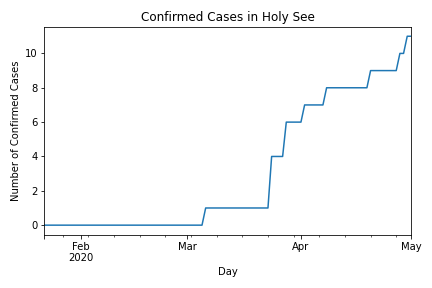 Confirmed Cases in Holy See
Number of Confirmed Cases
10
8
6
4
2
0
Feb
2020
Mar
Apr
May
Day